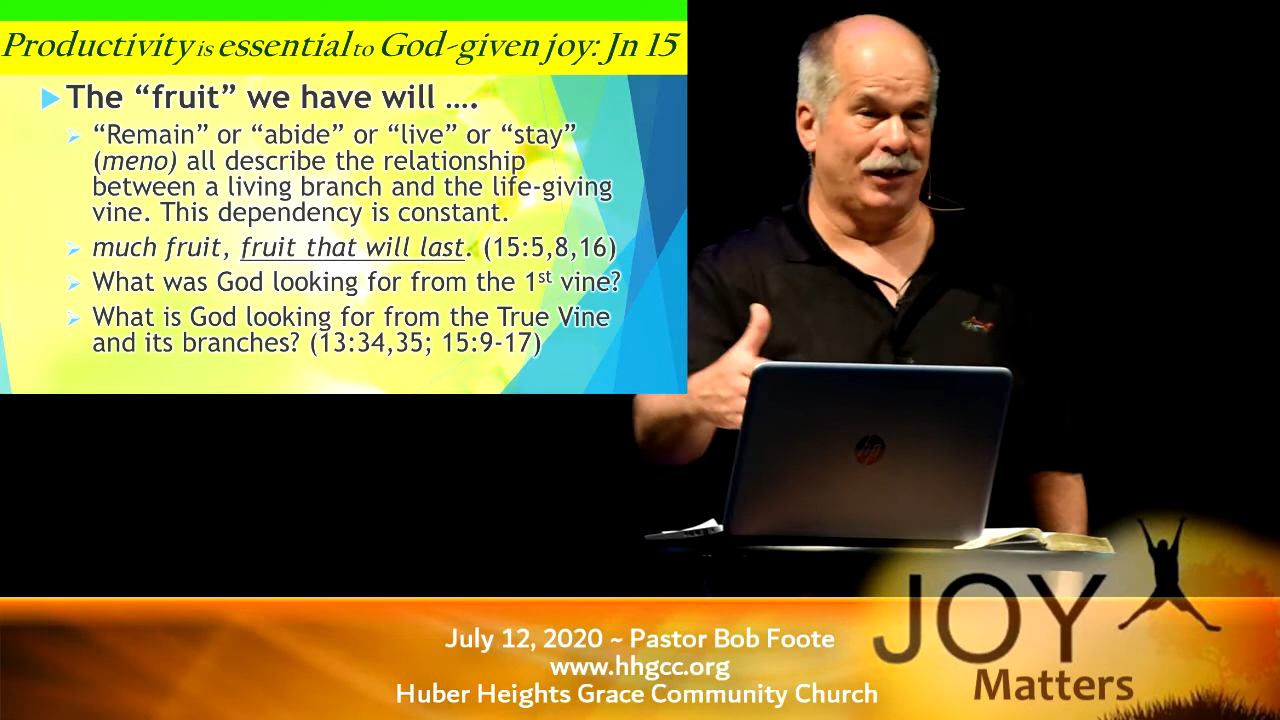 Productivity is essential to God-given joy: Jn 15
The “fruit” we have will ….
“Remain” or “abide” or “live” or “stay”
(meno) all describe the relationship
between a living branch and the life-giving
vine. This dependency is constant.
much fruit, fruit that will last. (15:5,8,16)
What was God looking for from the 1st vine?
What is God looking for from the True Vine
and its branches? (13:34,35; 15:9-17)
hp
JOY
Matters
July 12, 2020 ~ Pastor Bob Foote
www.hhgcc.org
Huber Heights Grace Community Church